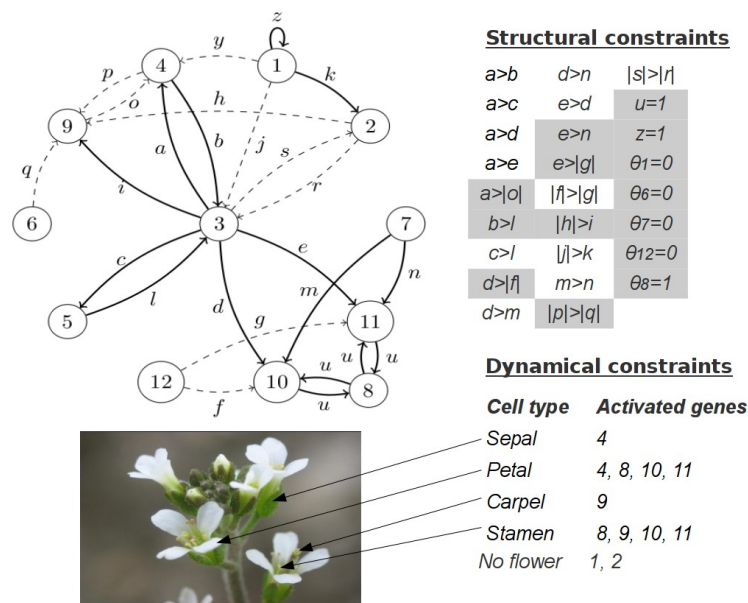 z
4
y
1
p
o
k
h
9
2
a
b
j
s
q
r
i
6
3
7
c
e
l
d
m
n
g
5
11
u
u
12
10
u
8
f
u
Structural constraints
a>b d>n |s|>|r|
a>c e>d u=1
a>d e>n z=1
a>e e>|g| θ1=0
a>|o| |f|>|g| θ6=0
b>l |h|>i θ7=0
c>l |j|>k θ12=0
d>|f| m>n θ8=1
d>m |p|>|q|
Dynamical constraints
Cell type Activated genes
Sepal 4
Petal 4, 8, 10, 11
Carpel 9
Stamen 8, 9, 10, 11
No flower 1, 2